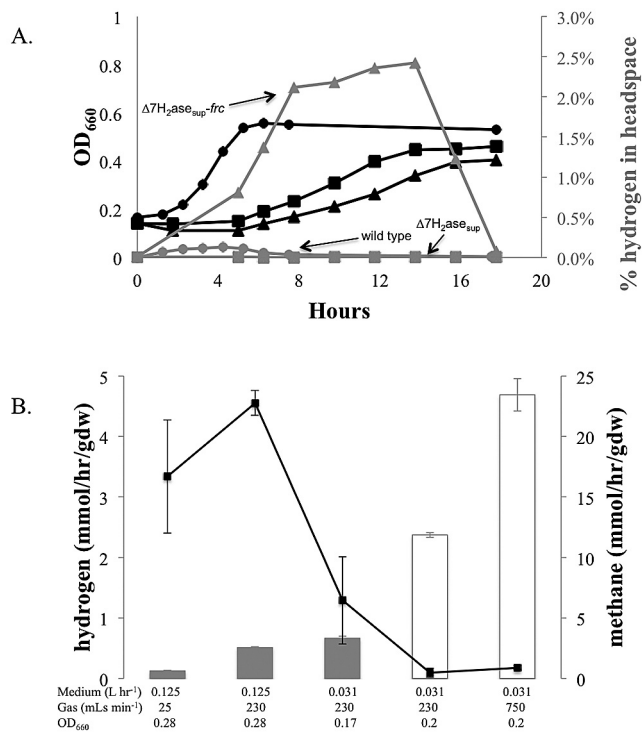 A.
3.0%
2.5%
2.0%
1.5%
1.0%
0.5%
0.0%
% hydrogen in headspace
1
0.8
0.6
0.4
0.2
0
OD660
Δ7H2asesup-frc
wild type
Δ7H2asesup
0 4 8 12 16 20
Hours
B.
5
4
3
2
1
0
hydrogen (mmol/hr/gdw)
25
20
15
10
5
0
methane (mmol/hr/gdw)
Medium (L hr-1) 0.125 0.125 0.031 0.031 0.031
Gas (mLs min-1) 25 230 230 230 750
OD660 0.28 0.28 0.17 0.2 0.2